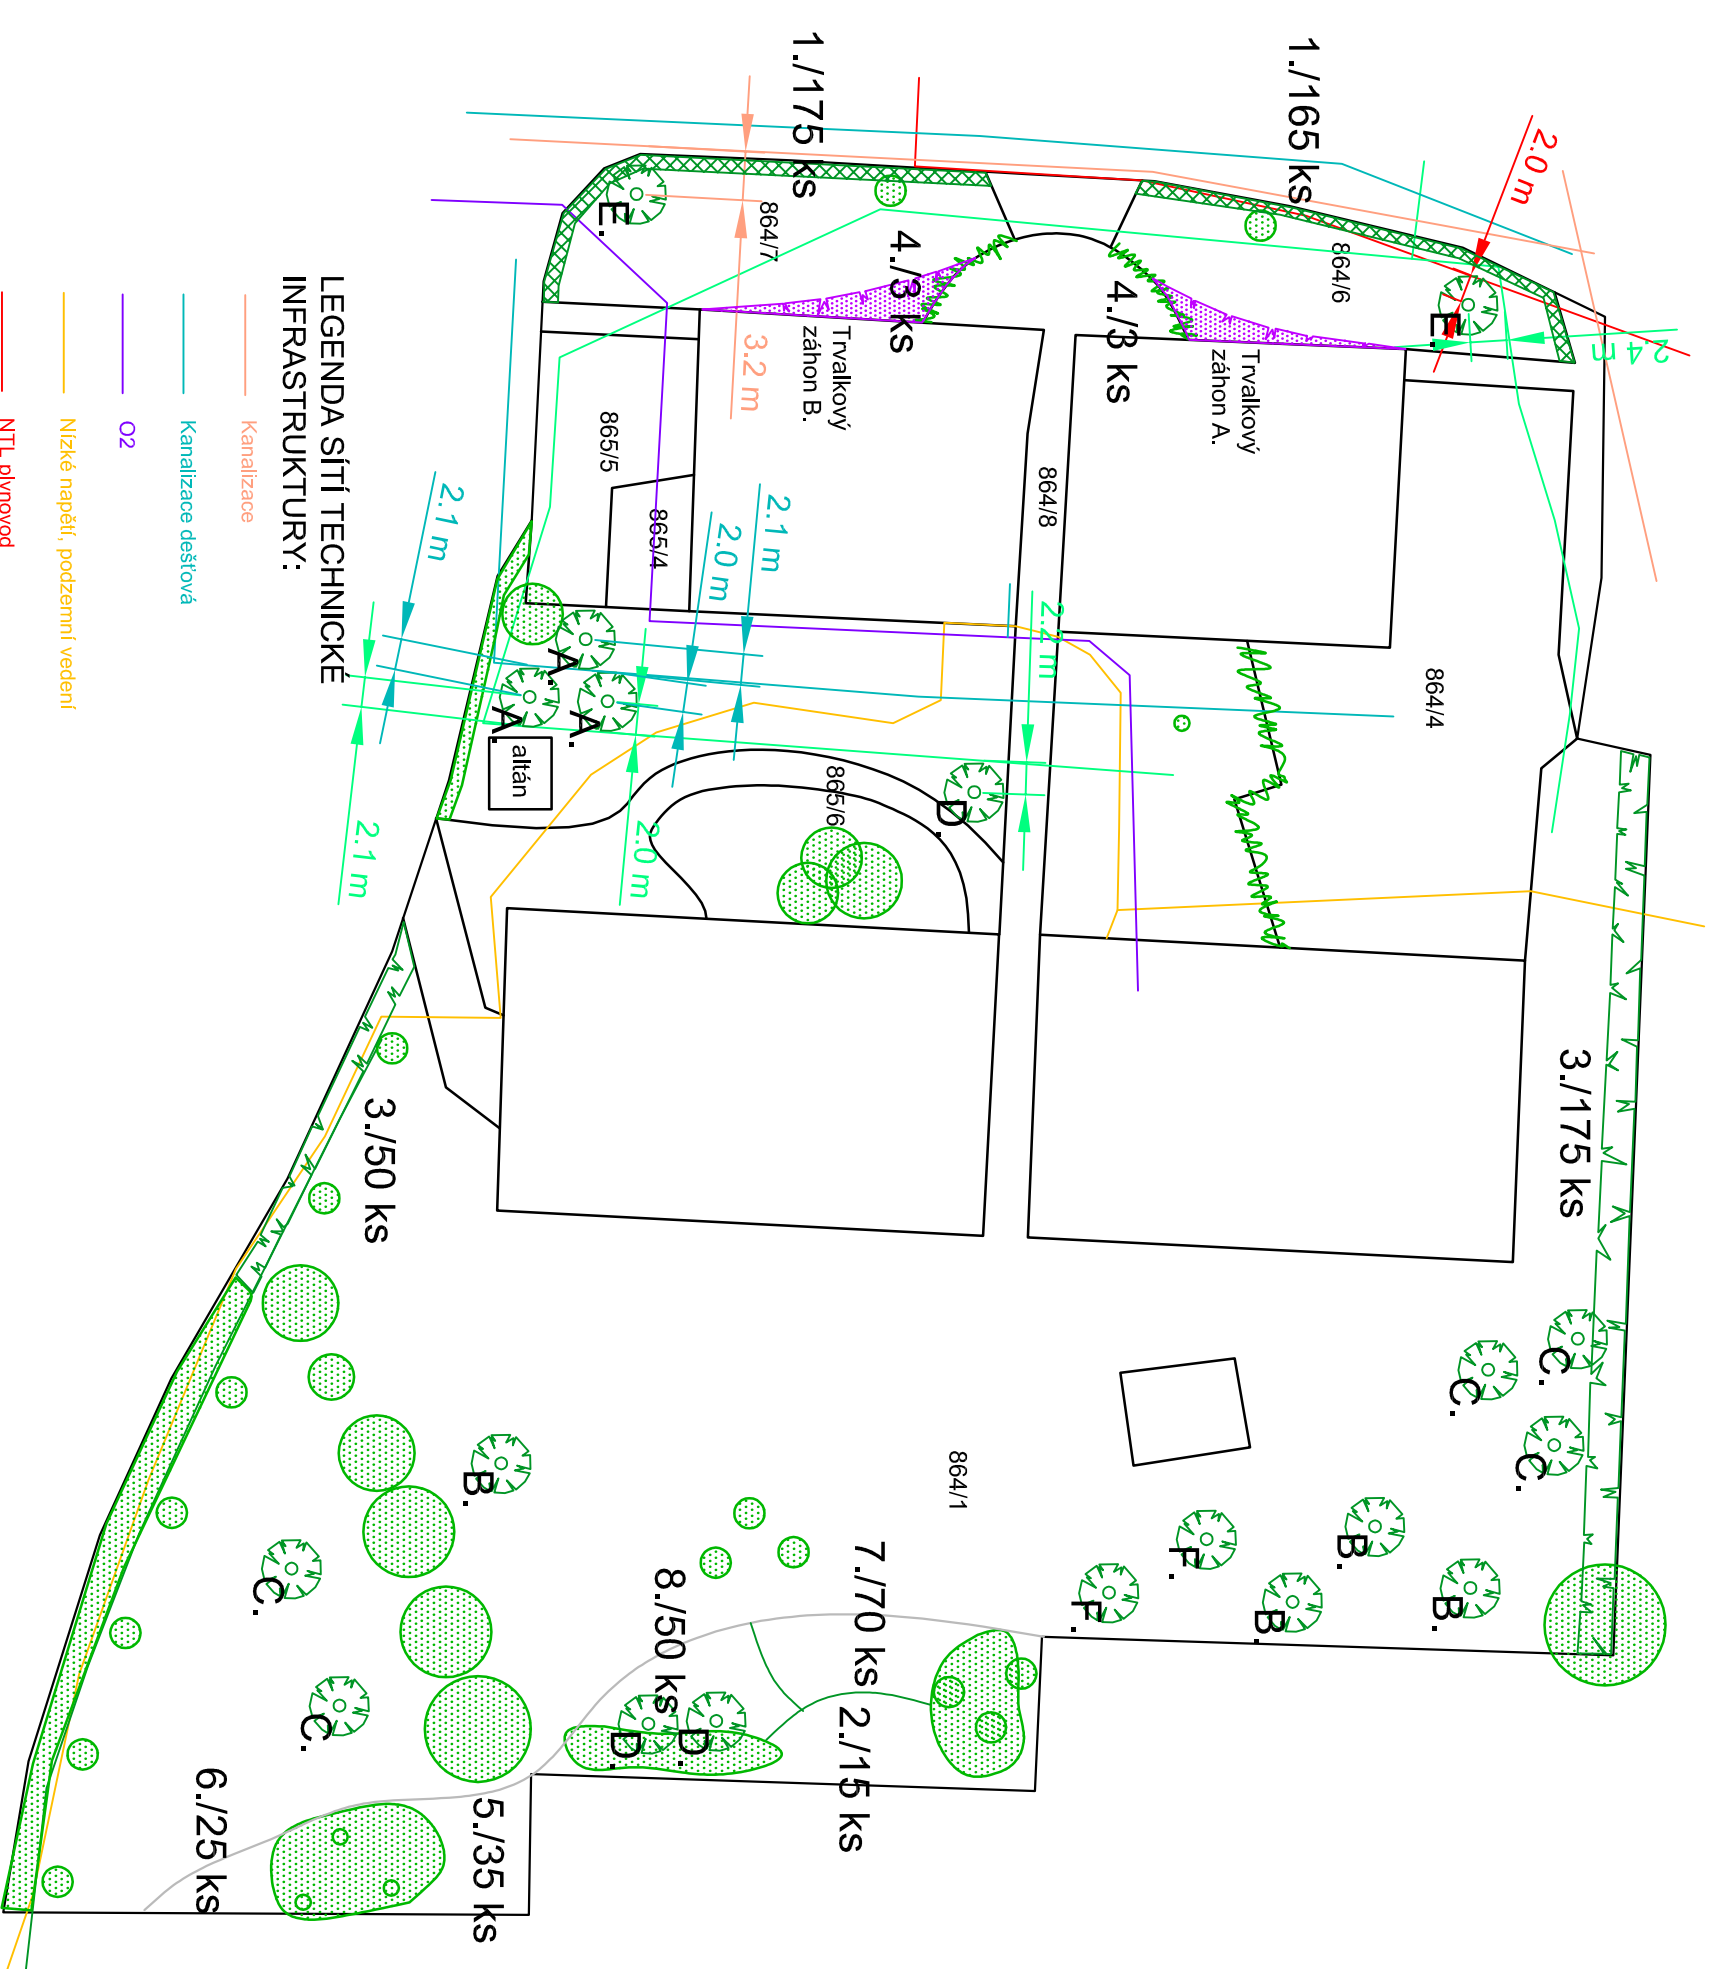 1./165 ks
1./175 ks
2.0 m
E.
864/6
2.4 m
E.
864/7
4./3 ks
4./3 ks
Trvalkový
záhon A.
Trvalkový
záhon B.
3.2 m
865/5
865/4
864/8
864/4
2.1 m
2.0 m
2.1 m
2.2 m
A.
A.
A.
altán
865/6
D.
2.0 m
2.1 m
LEGENDA SÍTÍ TECHNICKÉ
INFRASTRUKTURY:
Kanalizace
Kanalizace dešťová
O2
Nízké napětí, podzemní vedení
NTL plynovod
3./175 ks
3./50 ks
C.
C.
C.
B.
B.
B.
F.
F.
864/1
B.
C.
C.
7./70 ks
8./50 ks
2./15 ks
D.
D.
5./35 ks
6./25 ks